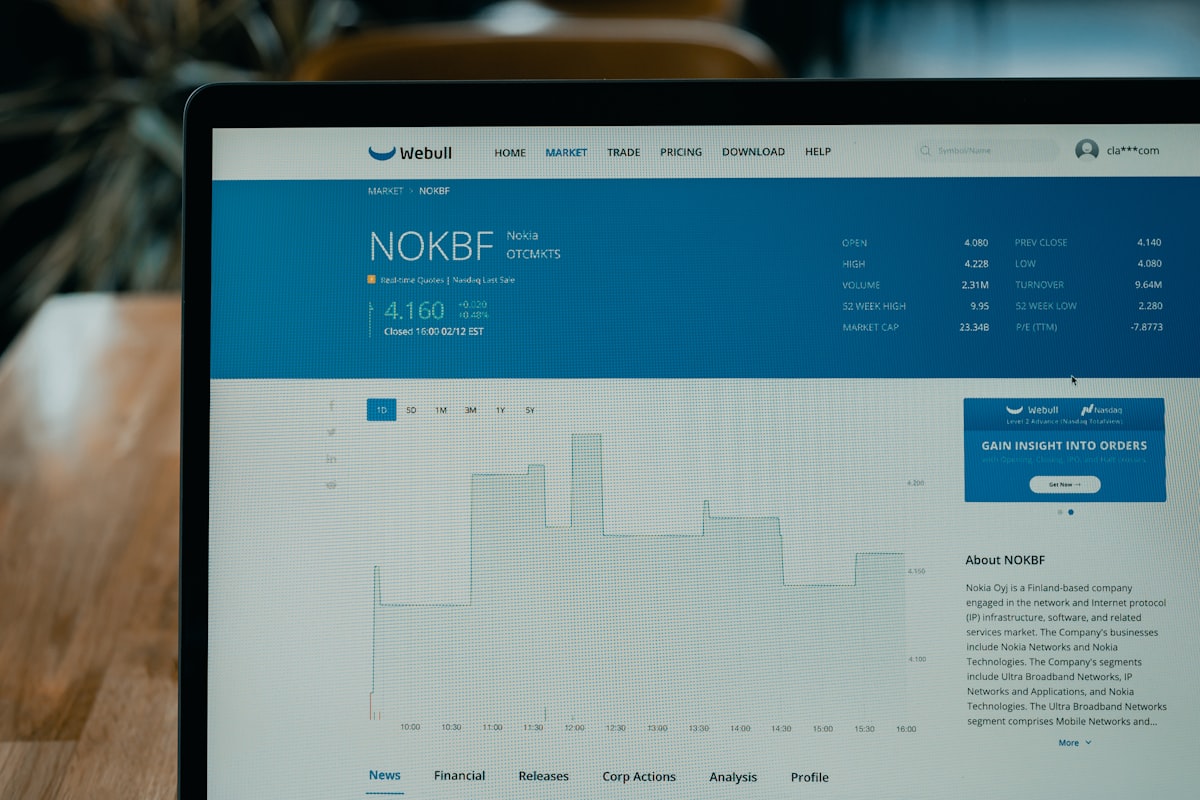 Webull
HOME MARKET TRADE PRICING DOWNLOAD HELP
Symbol/Name
cla***com
MARKET > NOKBF
NOKBF
Nokia
OTCMKTS
Real-time Quotes | Nasdaq Last Sale
4.160
+0.020
+0.48%
Closed 16:00 02/12 EST
OPEN 4.080 PREV CLOSE 4.140
HIGH 4.228 LOW 4.080
VOLUME 2.31M TURNOVER 9.64M
52 WEEK HIGH 9.95 52 WEEK LOW 2.280
MARKET CAP 23.34B P/E (TTM) -7.8773
1D 5D 1M 3M 1Y 5Y
4.200
4.150
4.100
10:00 10:30 11:00 11:30 12:00 12:30 13:00 13:30 14:00 14:30 15:00 15:30 16:00
Webull Nasdaq
Level 2 Advance (Nasdaq TotalView)
GAIN INSIGHT INTO ORDERS
with Opening, Closing, IPO, and Halt crosses
Get Now →
About NOKBF
Nokia Oyj is a Finland-based company
engaged in the network and Internet protocol
(IP) infrastructure, software, and related
services market. The Company's businesses
include Nokia Networks and Nokia
Technologies. The Company's segments
include Ultra Broadband Networks, IP
Networks and Applications, and Nokia
Technologies. The Ultra Broadband Networks
segment comprises Mobile Networks and...
More
News Financial Releases Corp Actions Analysis Profile